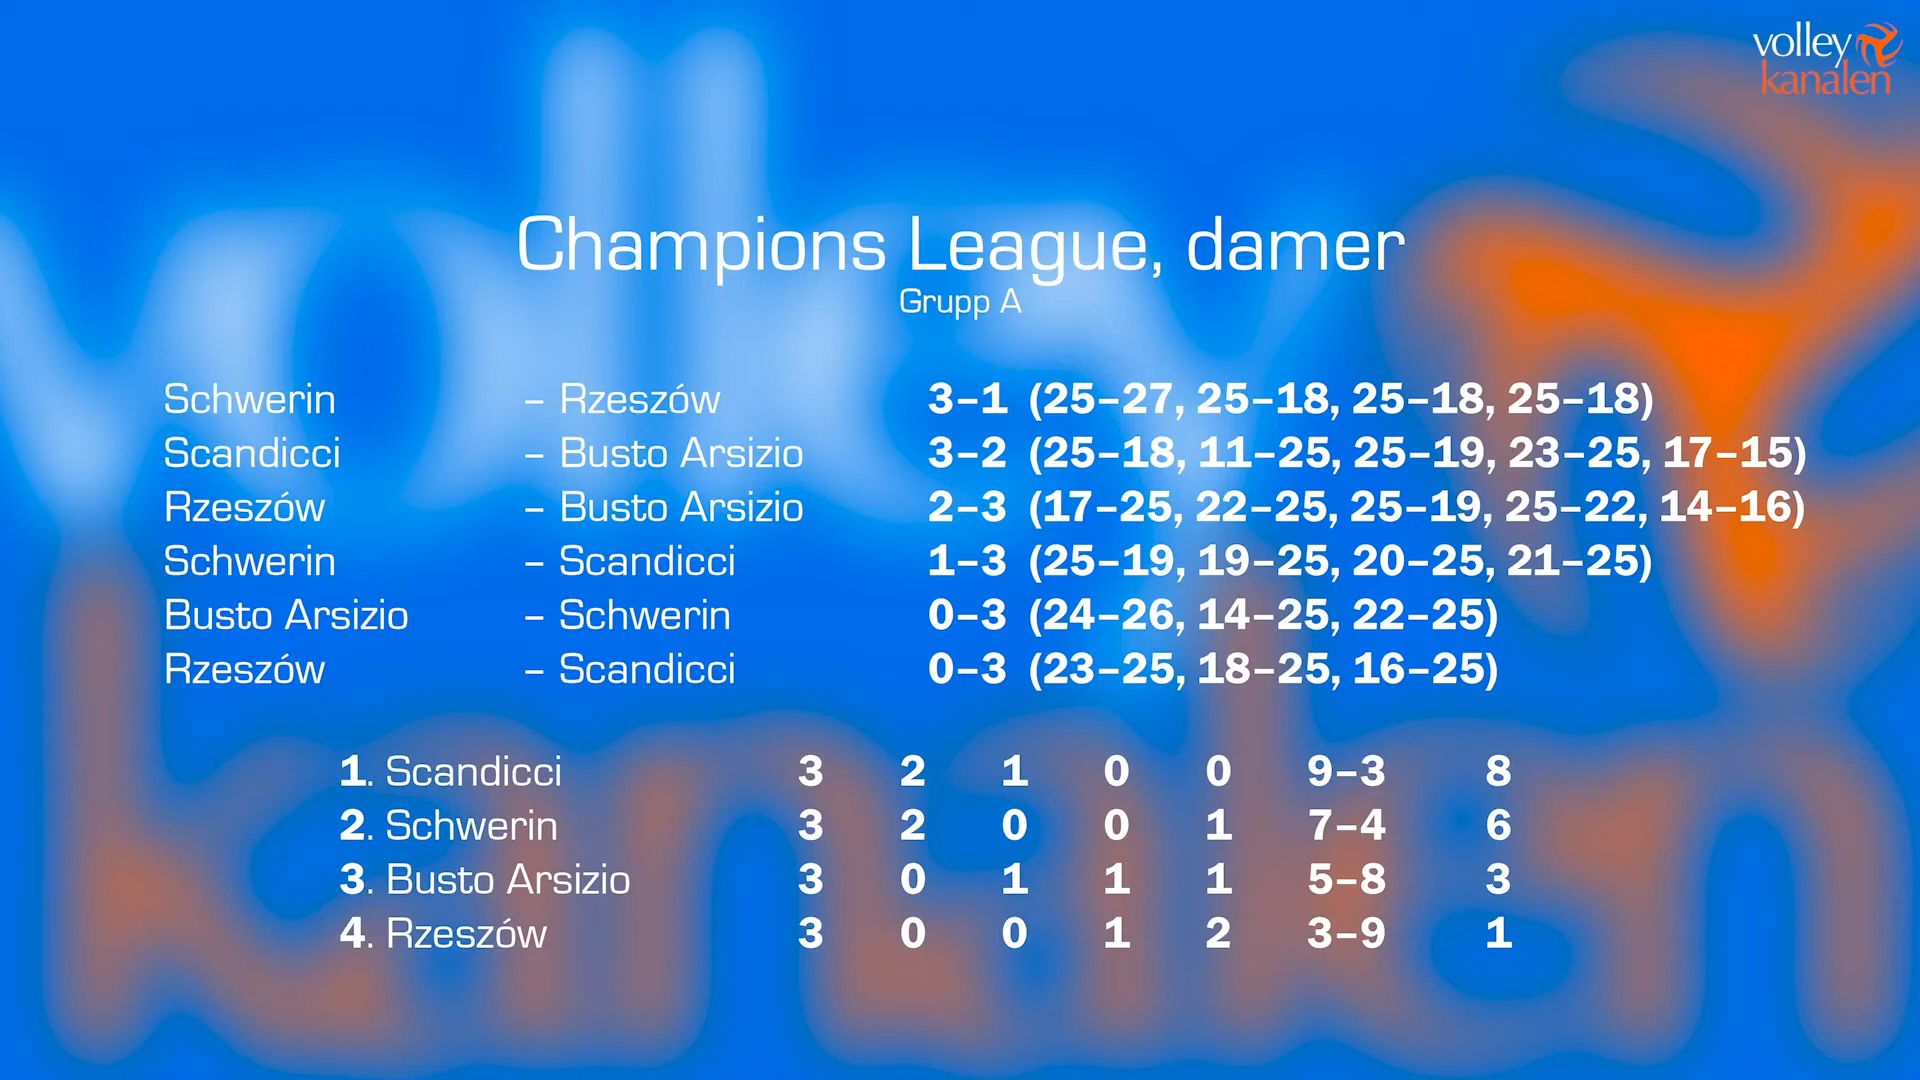 volley
kanalen
Champions League, damer
Grupp A
Schwerin – Rzeszów 3–1 (25–27, 25–18, 25–18, 25–18)
Scandicci – Busto Arsizio 3–2 (25–18, 11–25, 25–19, 23–25, 17–15)
Rzeszów – Busto Arsizio 2–3 (17–25, 22–25, 25–19, 25–22, 14–16)
Schwerin – Scandicci 1–3 (25–19, 19–25, 20–25, 21–25)
Busto Arsizio – Schwerin 0–3 (24–26, 14–25, 22–25)
Rzeszów – Scandicci 0–3 (23–25, 18–25, 16–25)
1. Scandicci 3 2 1 0 0 9–3 8
2. Schwerin 3 2 0 0 1 7–4 6
3. Busto Arsizio 3 0 1 1 1 5–8 3
4. Rzeszów 3 0 0 1 2 3–9 1